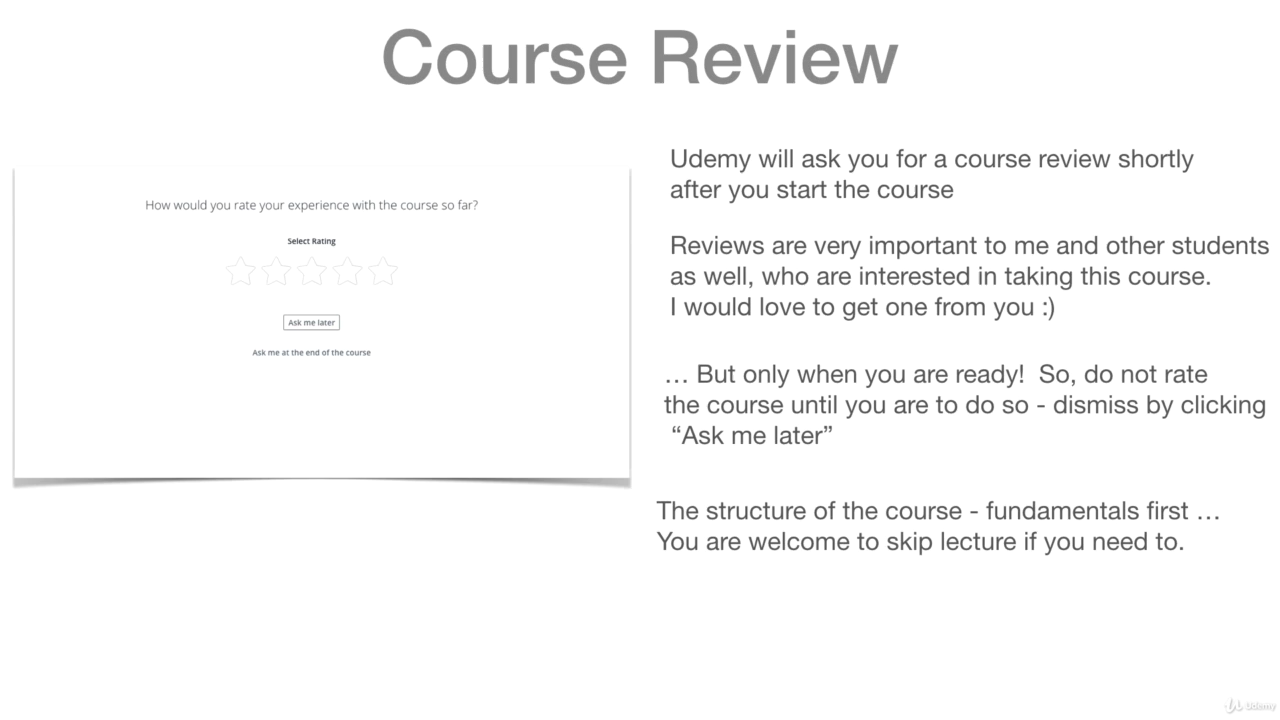 Course Review
How would you rate your experience with the course so far?
Select Rating
Ask me later
Ask me at the end of the course
Udemy will ask you for a course review shortly
after you start the course
Reviews are very important to me and other students
as well, who are interested in taking this course.
I would love to get one from you :)
… But only when you are ready!  So, do not rate
the course until you are to do so - dismiss by clicking
“Ask me later”
The structure of the course - fundamentals first …
You are welcome to skip lecture if you need to.
Udemy